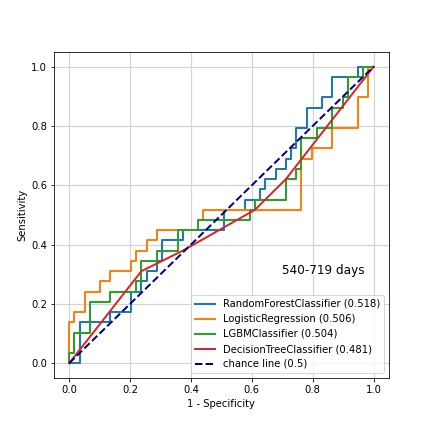 1.0
0.8
0.6
0.4
0.2
0.0
Sensitivity
540-719 days
RandomForestClassifier (0.518)
LogisticRegression (0.506)
LGBMClassifier (0.504)
DecisionTreeClassifier (0.481)
chance line (0.5)
0.0 0.2 0.4 0.6 0.8 1.0
1 - Specificity